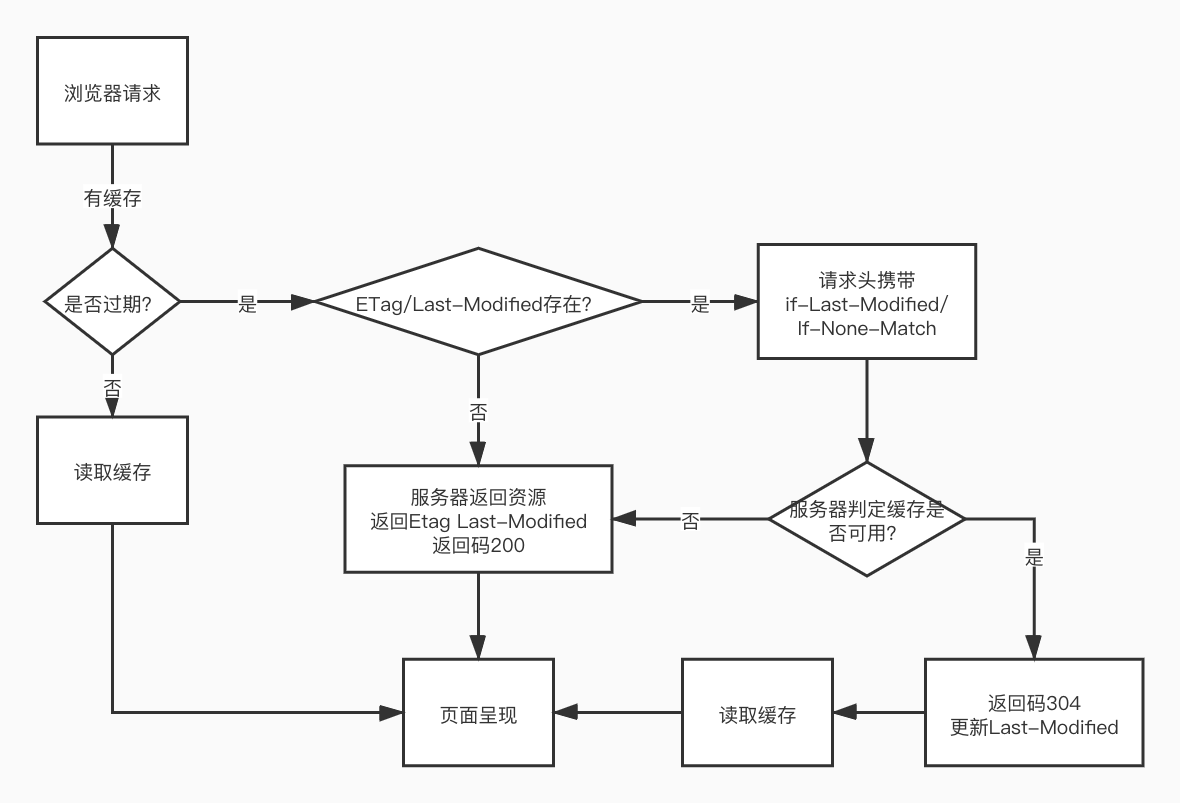 浏览器请求
有缓存
是否过期?
是
ETag/Last-Modified存在?
是
请求头携带
if-Last-Modified/
If-None-Match
否
读取缓存
否
服务器返回资源
返回Etag Last-Modified
返回码200
否
服务器判定缓存是
否可用?
是
页面呈现
读取缓存
返回码304
更新Last-Modified